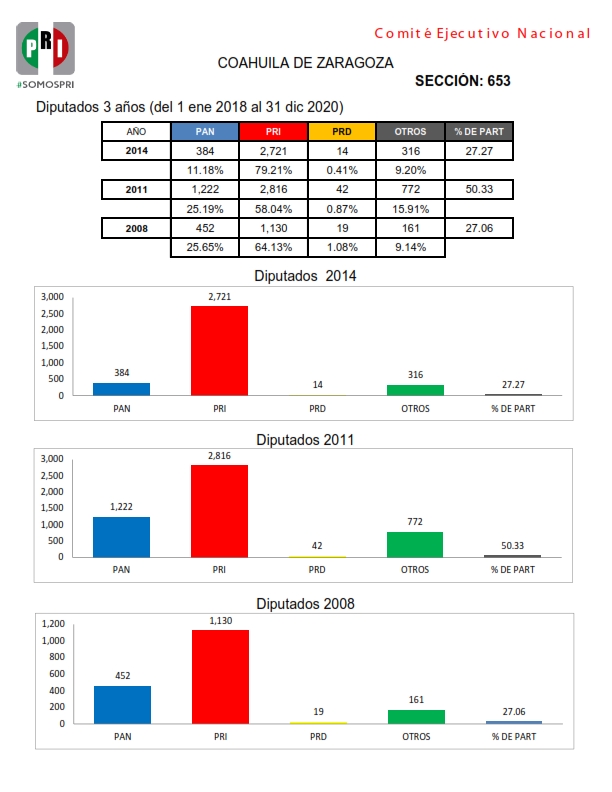 Comité Ejecutivo Nacional
PRI
#SOMOSPRI
COAHUILA DE ZARAGOZA
SECCIÓN: 653
Diputados 3 años (del 1 ene 2018 al 31 dic 2020)
AÑO PAN PRI PRD OTROS % DE PART
2014 384 2,721 14 316 27.27
11.18% 79.21% 0.41% 9.20%
2011 1,222 2,816 42 772 50.33
25.19% 58.04% 0.87% 15.91%
2008 452 1,130 19 161 27.06
25.65% 64.13% 1.08% 9.14%
Diputados 2014
3,000
2,500
2,000
1,500
1,000
500
0
384
2,721
14
316
27.27
PAN PRI PRD OTROS % DE PART
Diputados 2011
3,000
2,500
2,000
1,500
1,000
500
0
1,222
2,816
42
772
50.33
PAN PRI PRD OTROS % DE PART
Diputados 2008
1,200
1,000
800
600
400
200
0
452
1,130
19
161
27.06
PAN PRI PRD OTROS % DE PART